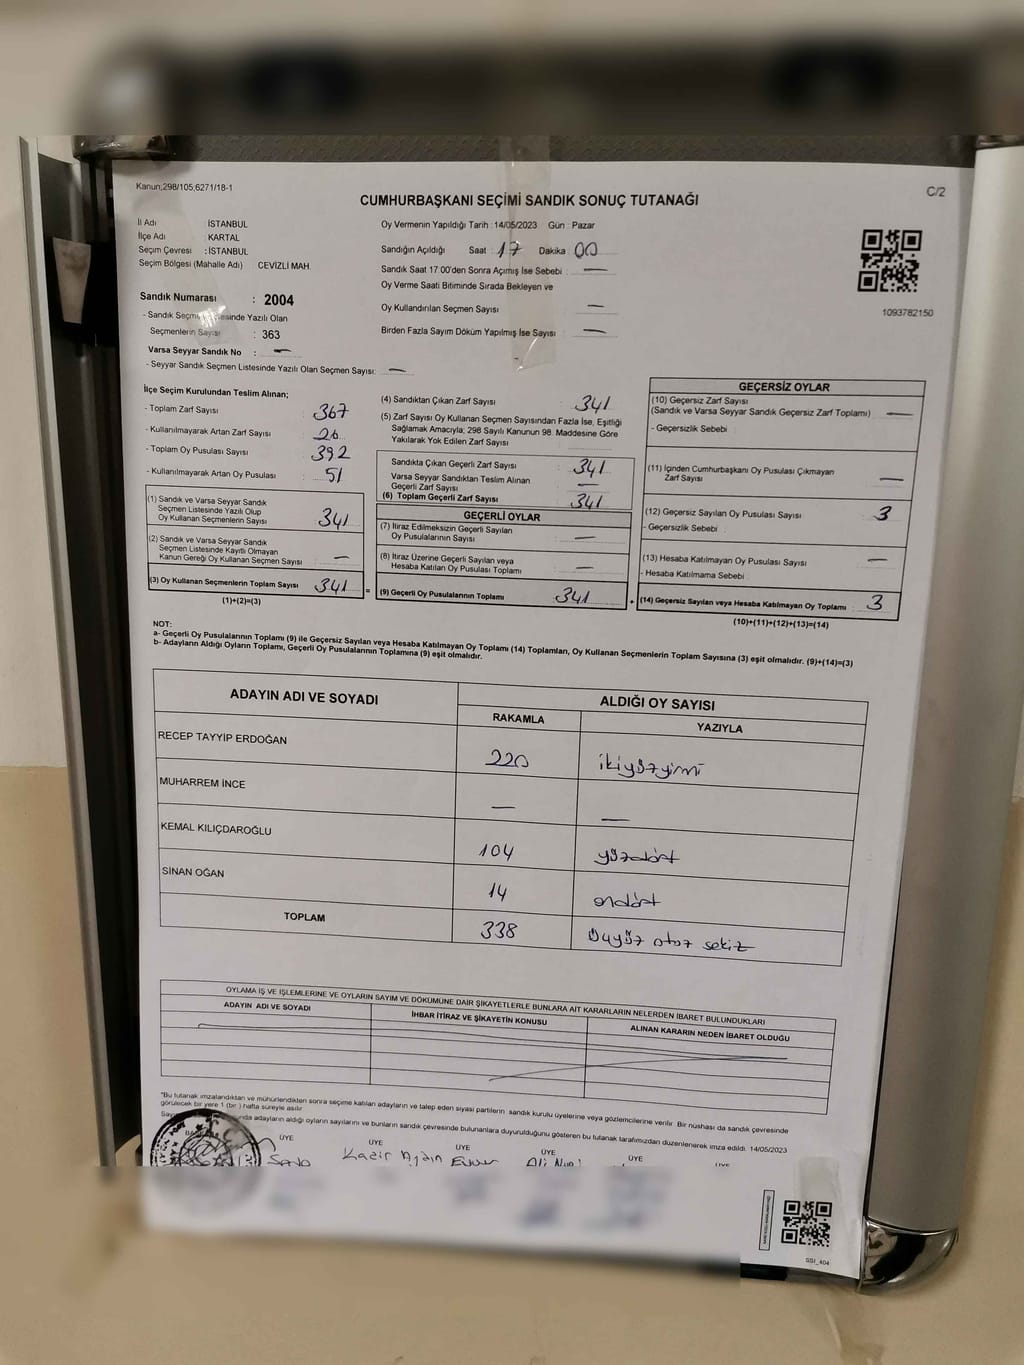 Kanun;298/105,6271/18-1
C/2
CUMHURBAŞKANI SEÇİMİ SANDIK SONUÇ TUTANAĞI
İl Adı : İSTANBUL
İlçe Adı : KARTAL
Seçim Çevresi : İSTANBUL
Seçim Bölgesi (Mahalle Adı) CEVİZLİ MAH.
Oy Vermenin Yapıldığı Tarih :14/05/2023 Gün : Pazar
Sandığın Açıldığı Saat : 17 Dakika : 00
Sandık Saat 17.00'den Sonra Açılmış İse Sebebi : —
Oy Verme Saati Bitiminde Sırada Bekleyen ve
Oy Kullandırılan Seçmen Sayısı : —
Birden Fazla Sayım Döküm Yapılmış İse Sayısı : —
1093782150
Sandık Numarası : 2004
- Sandık Seçmen Listesinde Yazılı Olan
Seçmenlerin Sayısı : 363
Varsa Seyyar Sandık No : —
- Seyyar Sandık Seçmen Listesinde Yazılı Olan Seçmen Sayısı: —
İlçe Seçim Kurulundan Teslim Alınan;
- Toplam Zarf Sayısı : 367
- Kullanılmayarak Artan Zarf Sayısı : 26
- Toplam Oy Pusulası Sayısı : 392
- Kullanılmayarak Artan Oy Pusulası : 51
(1) Sandık ve Varsa Seyyar Sandık
Seçmen Listesinde Yazılı Olup
Oy Kullanan Seçmenlerin Sayısı : 341
(2) Sandık ve Varsa Seyyar Sandık
Seçmen Listesinde Kayıtlı Olmayan
Kanun Gereği Oy Kullanan Seçmen Sayısı : —
(3) Oy Kullanan Seçmenlerin Toplam Sayısı : 341
(1)+(2)=(3)
(4) Sandıktan Çıkan Zarf Sayısı : 341
(5) Zarf Sayısı Oy Kullanan Seçmen Sayısından Fazla İse, Eşitliği
Sağlamak Amacıyla; 298 Sayılı Kanunun 98. Maddesine Göre
Yakılarak Yok Edilen Zarf Sayısı
Sandıkta Çıkan Geçerli Zarf Sayısı : 341
Varsa Seyyar Sandıktan Teslim Alınan
Geçerli Zarf Sayısı : —
(6) Toplam Geçerli Zarf Sayısı : 341
GEÇERLİ OYLAR
(7) İtiraz Edilmeksizin Geçerli Sayılan
Oy Pusulalarının Sayısı : —
(8) İtiraz Üzerine Geçerli Sayılan veya
Hesaba Katılan Oy Pusulası Toplamı : —
= (9) Geçerli Oy Pusulalarının Toplamı : 341
GEÇERSİZ OYLAR
(10) Geçersiz Zarf Sayısı
(Sandık ve Varsa Seyyar Sandık Geçersiz Zarf Toplamı) : —
- Geçersizlik Sebebi :
(11) İçinden Cumhurbaşkanı Oy Pusulası Çıkmayan
Zarf Sayısı : —
(12) Geçersiz Sayılan Oy Pusulası Sayısı : 3
- Geçersizlik Sebebi :
(13) Hesaba Katılmayan Oy Pusulası Sayısı : —
- Hesaba Katılmama Sebebi :
+ (14) Geçersiz Sayılan veya Hesaba Katılmayan Oy Toplamı : 3
(10)+(11)+(12)+(13)=(14)
NOT:
a- Geçerli Oy Pusulalarının Toplamı (9) ile Geçersiz Sayılan veya Hesaba Katılmayan Oy Toplamı (14) Toplamları, Oy Kullanan Seçmenlerin Toplam Sayısına (3) eşit olmalıdır. (9)+(14)=(3)
b- Adayların Aldığı Oyların Toplamı, Geçerli Oy Pusulalarının Toplamına (9) eşit olmalıdır.
ADAYIN ADI VE SOYADI ALDIĞI OY SAYISI
RAKAMLA YAZIYLA
RECEP TAYYİP ERDOĞAN 220 ikiyüzyirmi
MUHARREM İNCE — —
KEMAL KILIÇDAROĞLU 104 yüzdört
SİNAN OĞAN 14 ondört
TOPLAM 338 üçyüz otuz sekiz
OYLAMA İŞ VE İŞLEMLERİNE VE OYLARIN SAYIM VE DÖKÜMÜNE DAİR ŞİKAYETLERLE BUNLARA AİT KARARLARIN NELERDEN İBARET BULUNDUKLARI
ADAYIN ADI VE SOYADI İHBAR İTİRAZ VE ŞİKAYETİN KONUSU ALINAN KARARIN NEDEN İBARET OLDUĞU
"Bu tutanak imzalandıktan ve mühürlendikten sonra seçime katılan adayların ve talep eden siyasi partilerin sandık kurulu üyelerine veya gözlemcilerine verilir. Bir nüshası da sandık çevresinde
görülecek bir yere 1 (bir) hafta süreyle asılır
adayların aldığı oyların sayılarını ve bunların sandık çevresinde bulunanlara duyurulduğunu gösteren bu tutanak tarafımızdan düzenlenerek imza edildi. 14/05/2023
ÜYE ÜYE ÜYE ÜYE ÜYE ÜYE
Ali
SSI_404